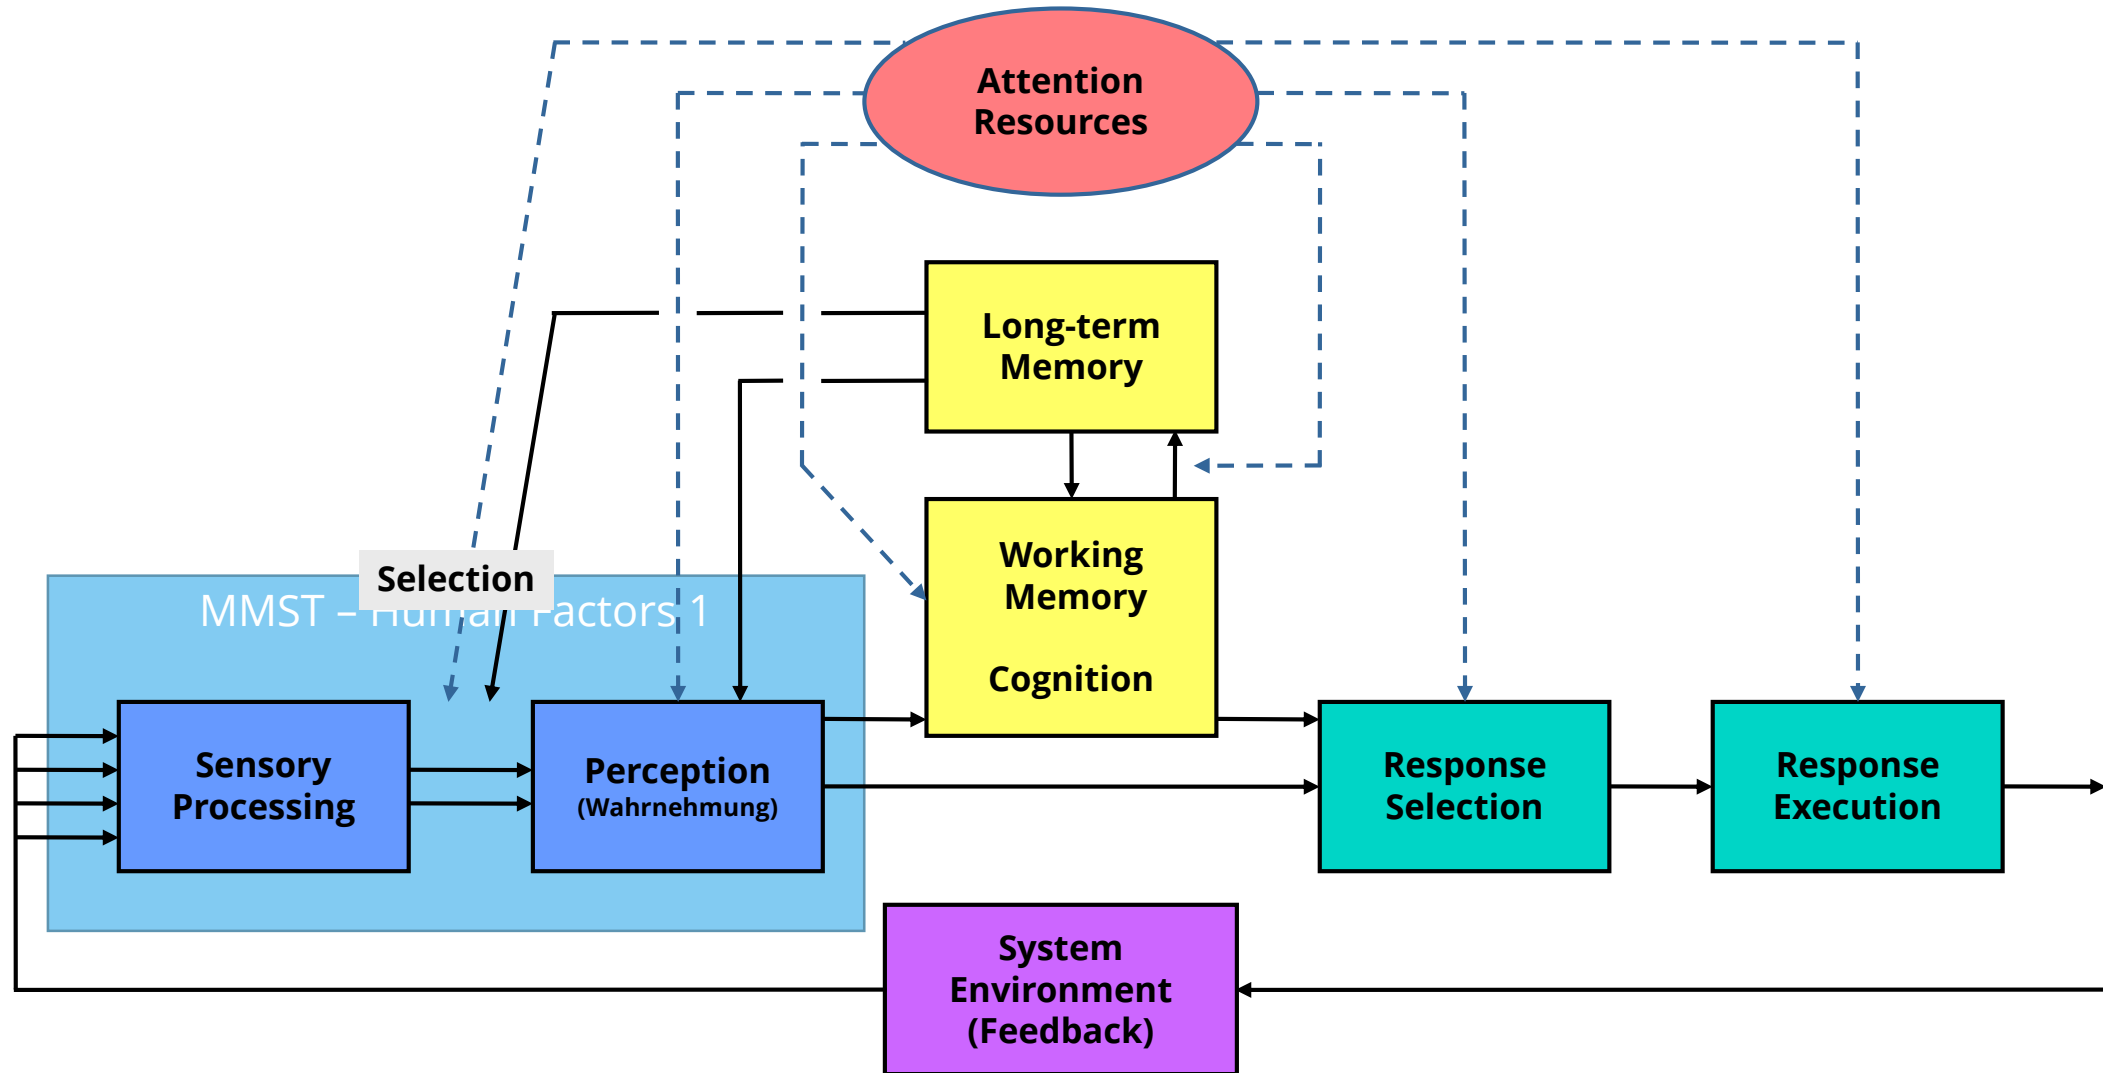 Attention
Resources
Long-term
Memory
Working
Memory
Cognition
Selection
MMST – Human Factors 1
Sensory
Processing
Perception
(Wahrnehmung)
Response
Selection
Response
Execution
System
Environment
(Feedback)